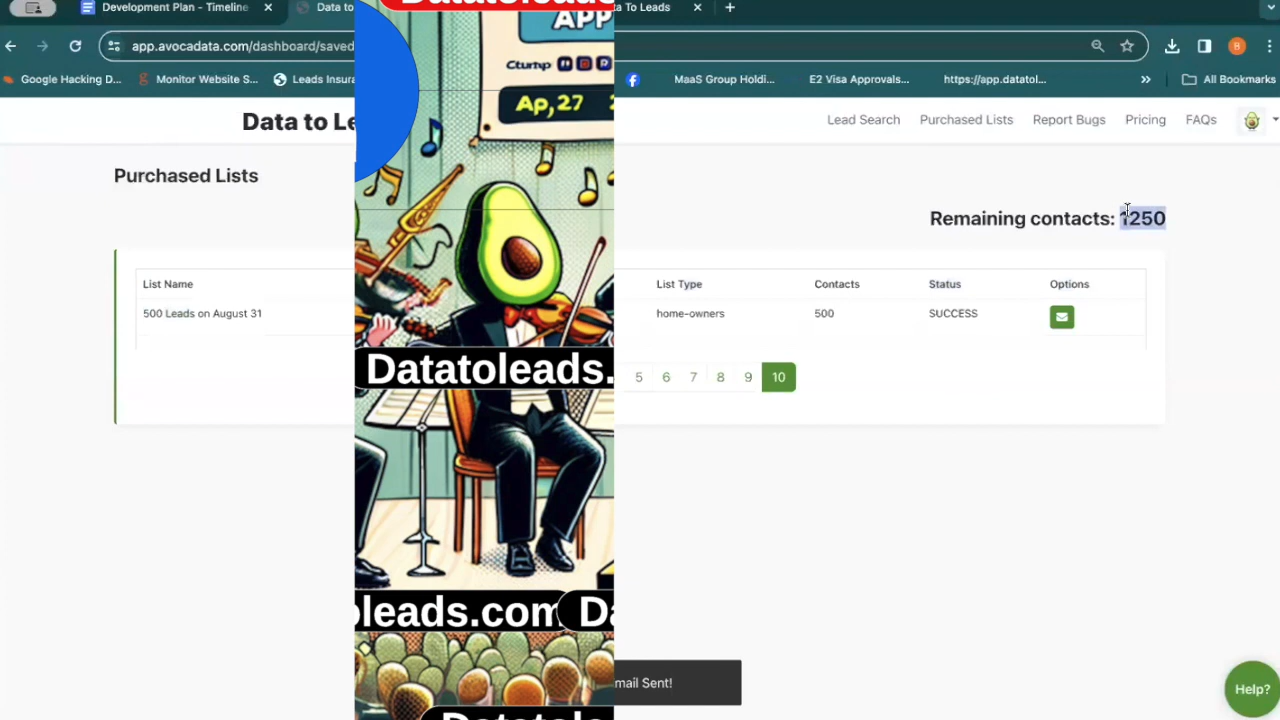 Development Plan - Timeline
Data to
ta To Leads
app.avocadata.com/dashboard/saved
Google Hacking D...
Monitor Website S...
Leads Insura
MaaS Group Holdi...
E2 Visa Approvals...
https://app.datatol...
All Bookmarks
Data to Le
Lead Search
Purchased Lists
Report Bugs
Pricing
FAQs
Purchased Lists
Remaining contacts: 1250
List Name
List Type
Contacts
Status
Options
500 Leads on August 31
home-owners
500
SUCCESS
5 6 7 8 9 10
mail Sent!
Help?
APP
Cturtnp
Ap, 27
Datatoleads.
oleads.com
Da